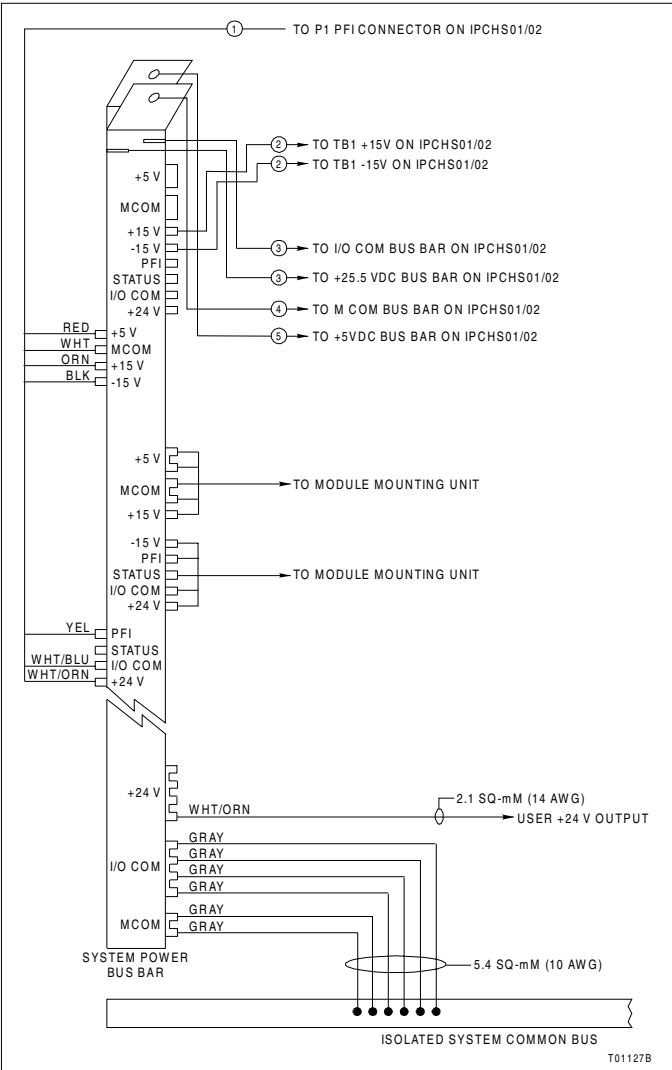 1 TO P1 PFI CONNECTOR ON IPCHS01/02
2 TO TB1 +15V ON IPCHS01/02
2 TO TB1 -15V ON IPCHS01/02
+5 V
MCOM
+15 V
-15 V
PFI
STATUS
I/O COM
+24 V
3 TO I/O COM BUS BAR ON IPCHS01/02
3 TO +25.5 VDC BUS BAR ON IPCHS01/02
4 TO M COM BUS BAR ON IPCHS01/02
5 TO +5VDC BUS BAR ON IPCHS01/02
RED +5 V
WHT MCOM
ORN +15 V
BLK -15 V
+5 V
MCOM
+15 V
TO MODULE MOUNTING UNIT
-15 V
PFI
STATUS
I/O COM
+24 V
TO MODULE MOUNTING UNIT
YEL PFI
STATUS
WHT/BLU I/O COM
WHT/ORN +24 V
+24 V
WHT/ORN
2.1 SQ-mM (14 AWG)
USER +24 V OUTPUT
I/O COM
GRAY
GRAY
GRAY
GRAY
MCOM
GRAY
GRAY
SYSTEM POWER
BUS BAR
5.4 SQ-mM (10 AWG)
ISOLATED SYSTEM COMMON BUS
T01127B